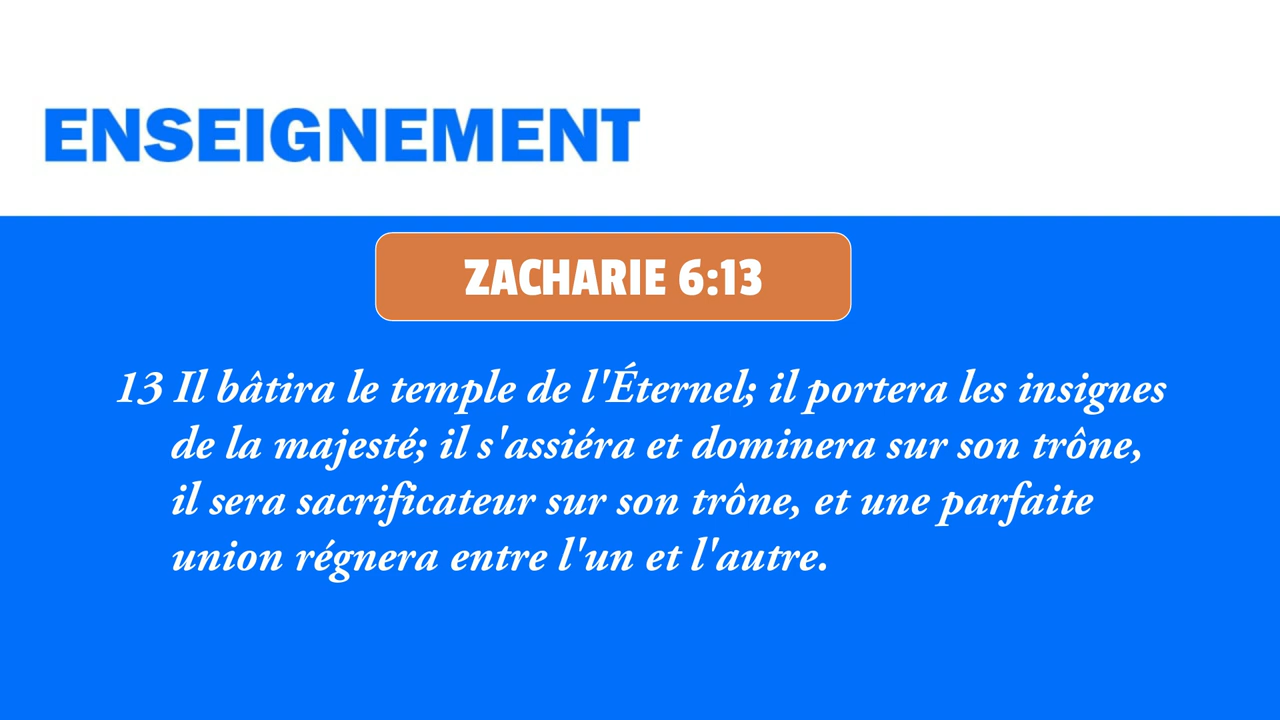 ENSEIGNEMENT
ZACHARIE 6:13
13 Il bâtira le temple de l'Éternel; il portera les insignes
de la majesté; il s'assiéra et dominera sur son trône,
il sera sacrificateur sur son trône, et une parfaite
union régnera entre l'un et l'autre.